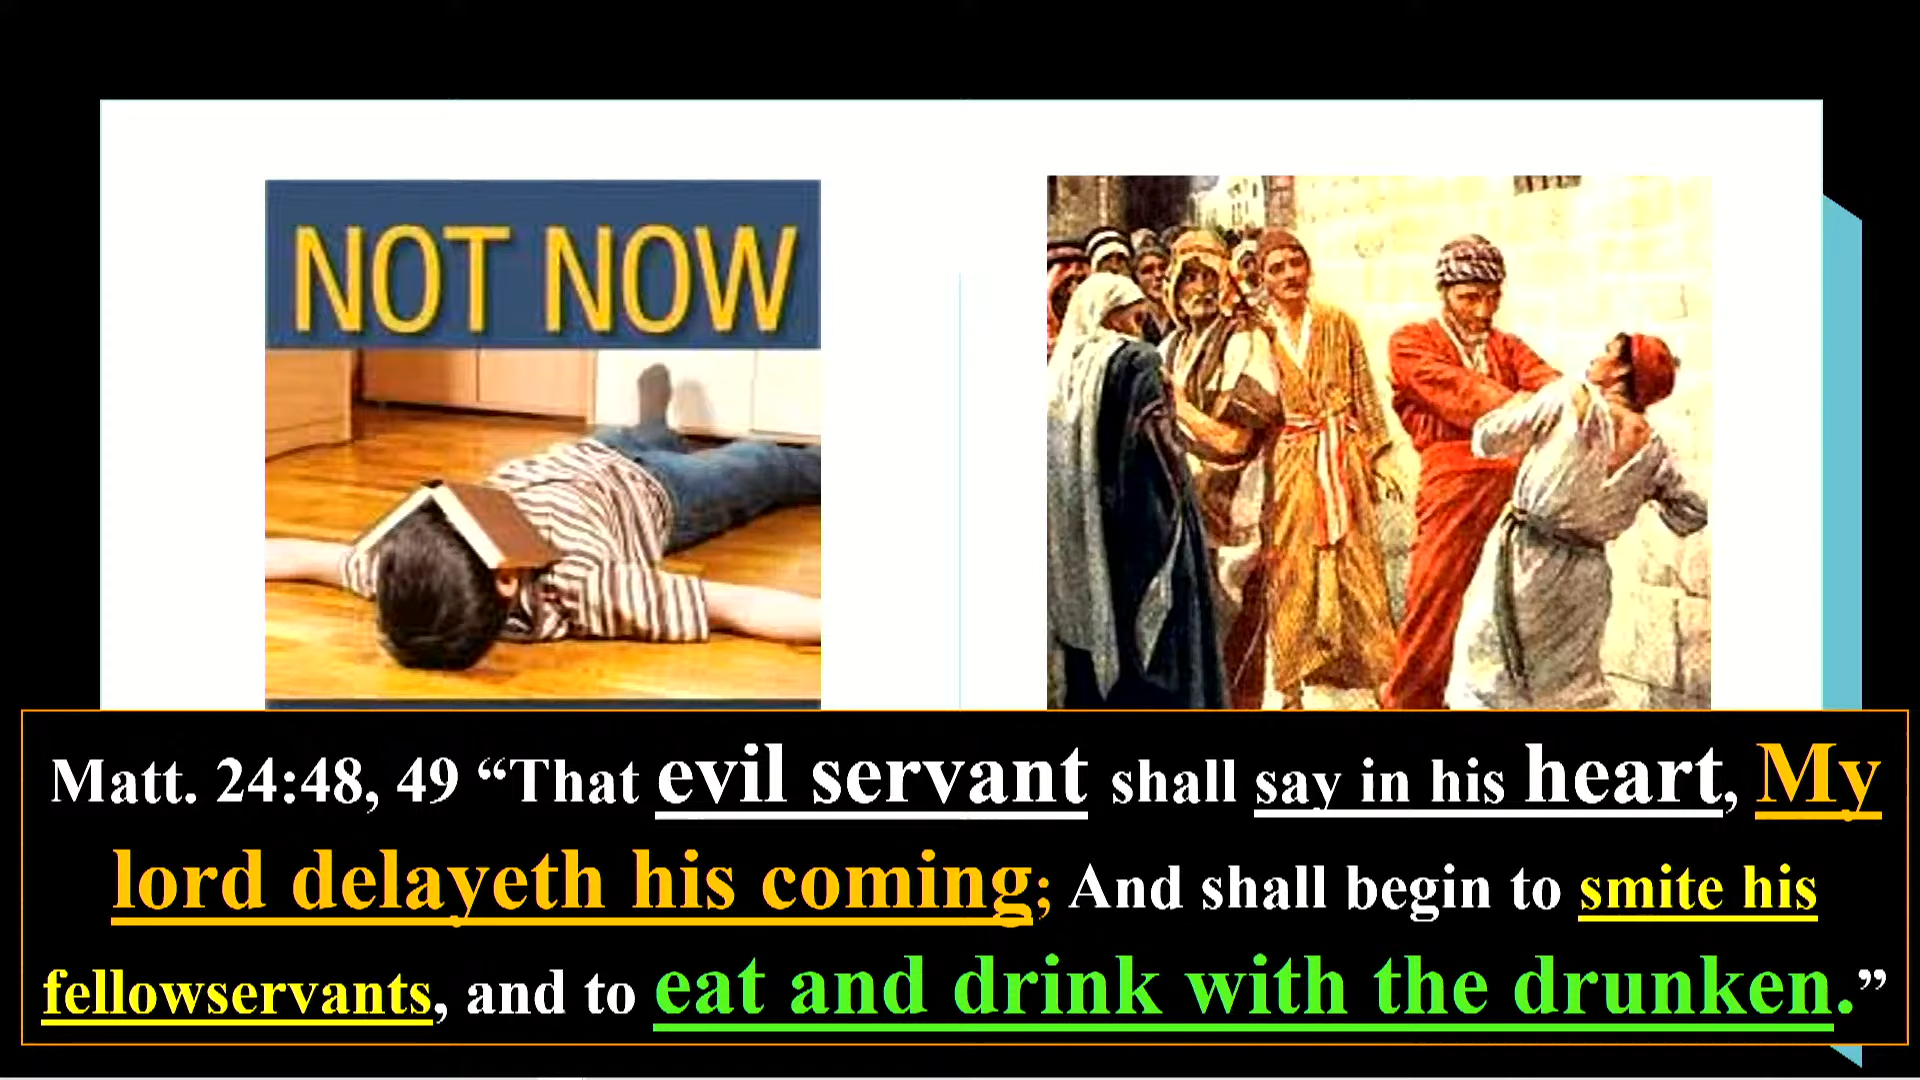 NOT NOW
Matt. 24:48, 49 “That evil servant shall say in his heart, My
lord delayeth his coming; And shall begin to smite his
fellowservants, and to eat and drink with the drunken.”